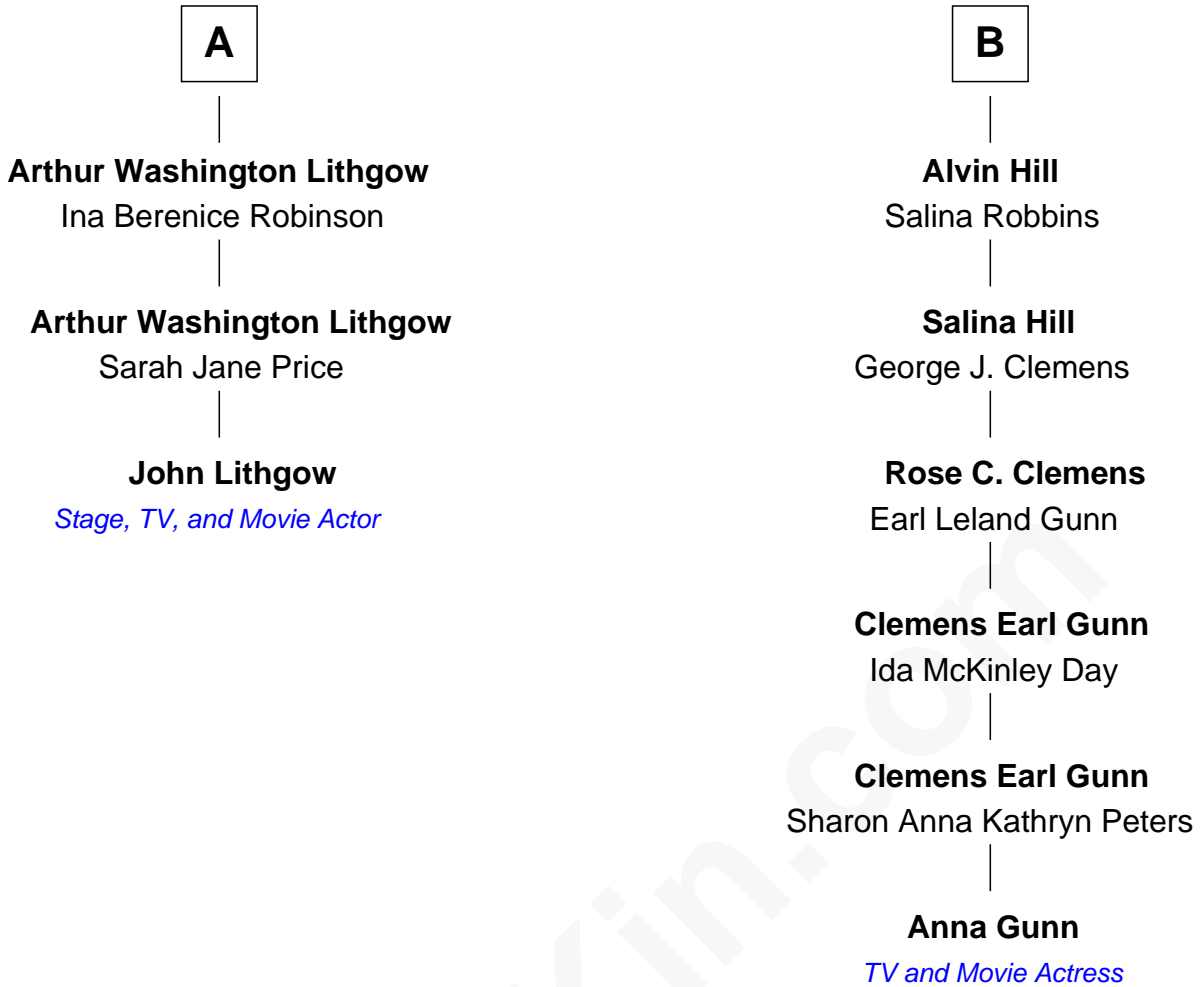 A
Arthur Washington Lithgow
Ina Berenice Robinson
Arthur Washington Lithgow
Sarah Jane Price
John Lithgow
Stage, TV, and Movie Actor
B
Alvin Hill
Salina Robbins
Salina Hill
George J. Clemens
Rose C. Clemens
Earl Leland Gunn
Clemens Earl Gunn
Ida McKinley Day
Clemens Earl Gunn
Sharon Anna Kathryn Peters
Anna Gunn
TV and Movie Actress
Kin.com